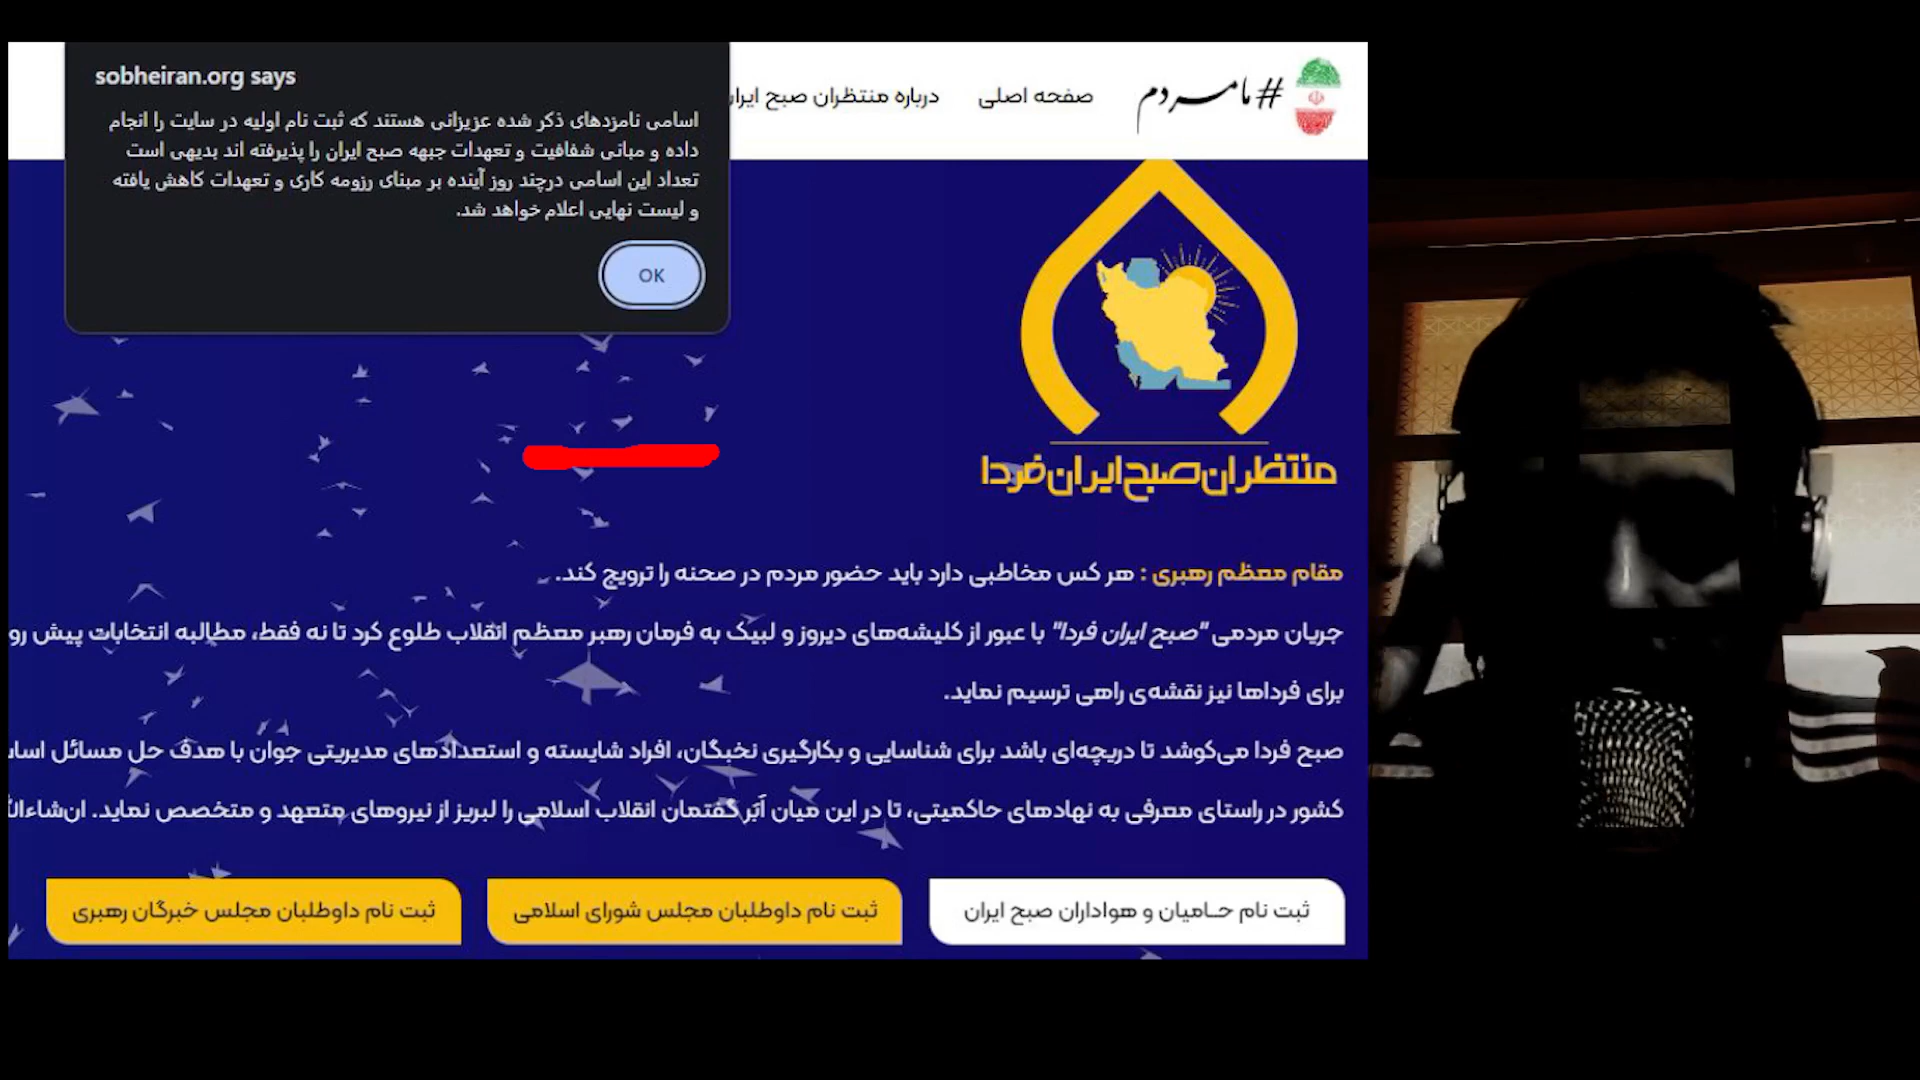 sobheiran.org says
اسامی نامزدهای ذکر شده عزیزانی هستند که ثبت نام اولیه در سایت را انجام
داده و مبانی شفافیت و تعهدات جبهه صبح ایران را پذیرفته اند بدیهی است
تعداد این اسامی درچند روز آینده بر مبنای رزومه کاری و تعهدات کاهش یافته
و لیست نهایی اعلام خواهد شد.
OK
#مامردم
صفحه اصلی
درباره منتظران صبح ایران
منتظران صبح ایران فردا
مقام معظم رهبری : هر کس مخاطبی دارد باید حضور مردم در صحنه را ترویج کند.
جریان مردمی "صبح ایران فردا" با عبور از کلیشه‌های دیروز و لبیک به فرمان رهبر معظم انقلاب طلوع کرد تا نه فقط، مطالبه انتخابات پیش رو
برای فرداها نیز نقشه‌ی راهی ترسیم نماید.
صبح فردا می‌کوشد تا دریچه‌ای باشد برای شناسایی و بکارگیری نخبگان، افراد شایسته و استعدادهای مدیریتی جوان با هدف حل مسائل
کشور در راستای معرفی به نهادهای حاکمیتی، تا در این میان اَبَر گفتمان انقلاب اسلامی را لبریز از نیروهای متعهد و متخصص نماید.
ثبت نام حـامیان و هواداران صبح ایران
ثبت نام داوطلبان مجلس شورای اسلامی
ثبت نام داوطلبان مجلس خبرگان رهبری